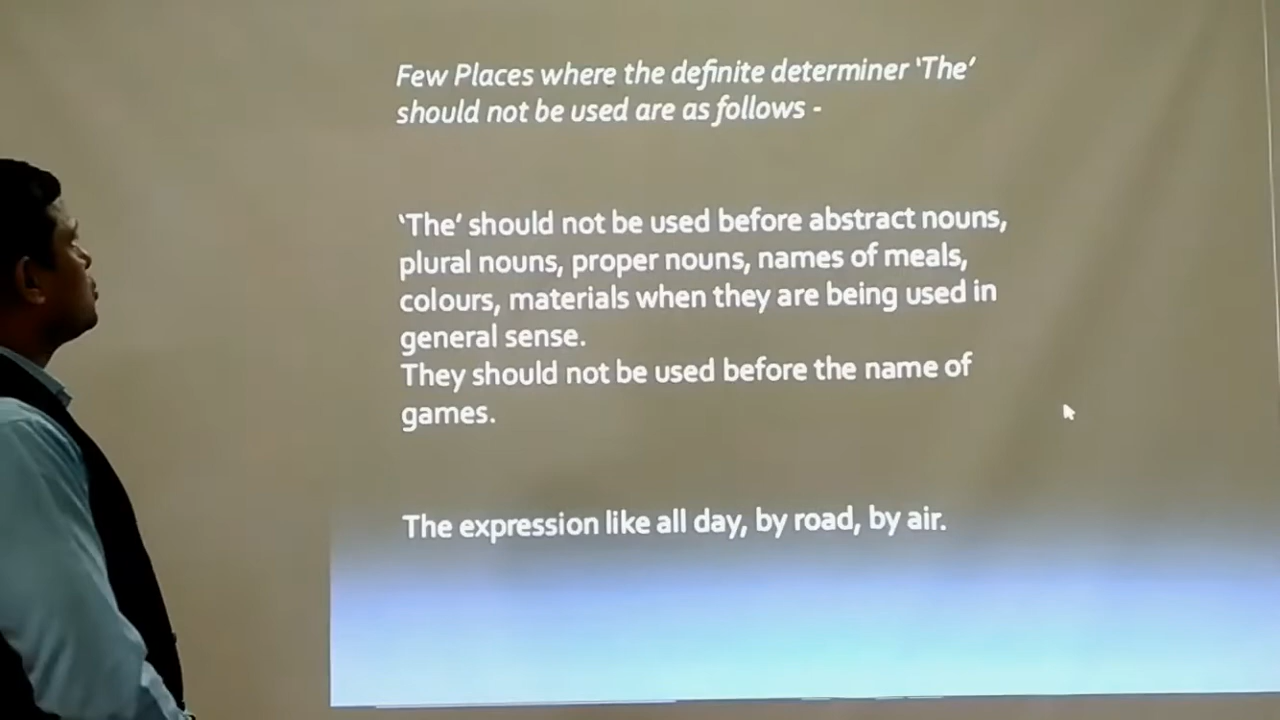 Few Places where the definite determiner ‘The’
should not be used are as follows -
‘The’ should not be used before abstract nouns,
plural nouns, proper nouns, names of meals,
colours, materials when they are being used in
general sense.
They should not be used before the name of
games.
The expression like all day, by road, by air.